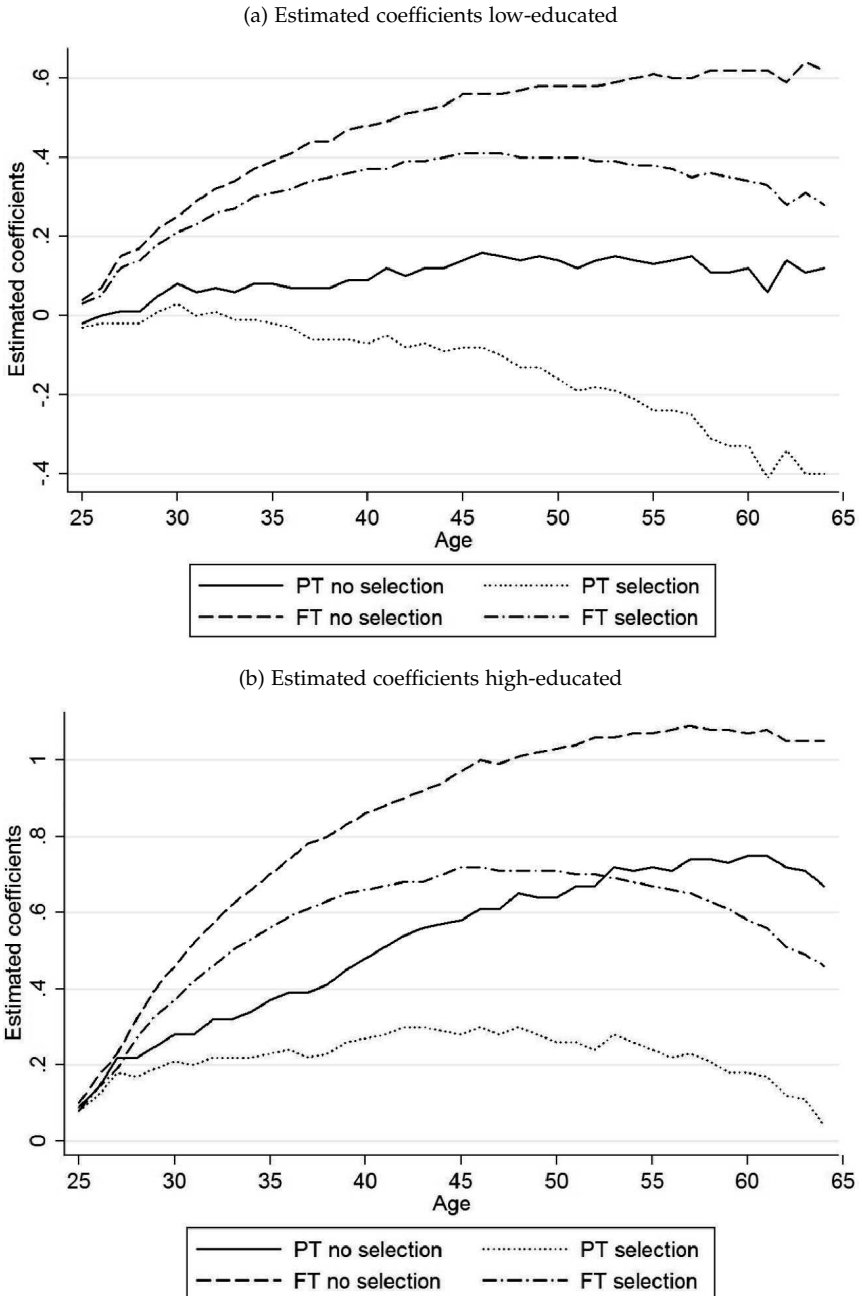 (a) Estimated coefficients low-educated
Estimated coefficients
.6
.4
.2
0
-.2
-.4
25 30 35 40 45 50 55 60 65
Age
PT no selection PT selection
FT no selection FT selection
(b) Estimated coefficients high-educated
Estimated coefficients
1
.8
.6
.4
.2
0
25 30 35 40 45 50 55 60 65
Age
PT no selection PT selection
FT no selection FT selection